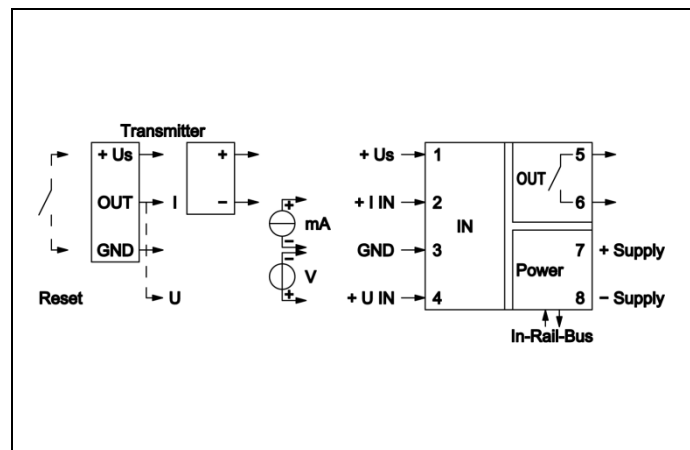 Transmitter
+ Us
+
+ Us
1
5
OUT
OUT
I
−
+
mA
+ I IN
2
IN
6
GND
−
−
V
GND
3
7
+ Supply
Power
Reset
U
+
+ U IN
4
8
− Supply
In-Rail-Bus